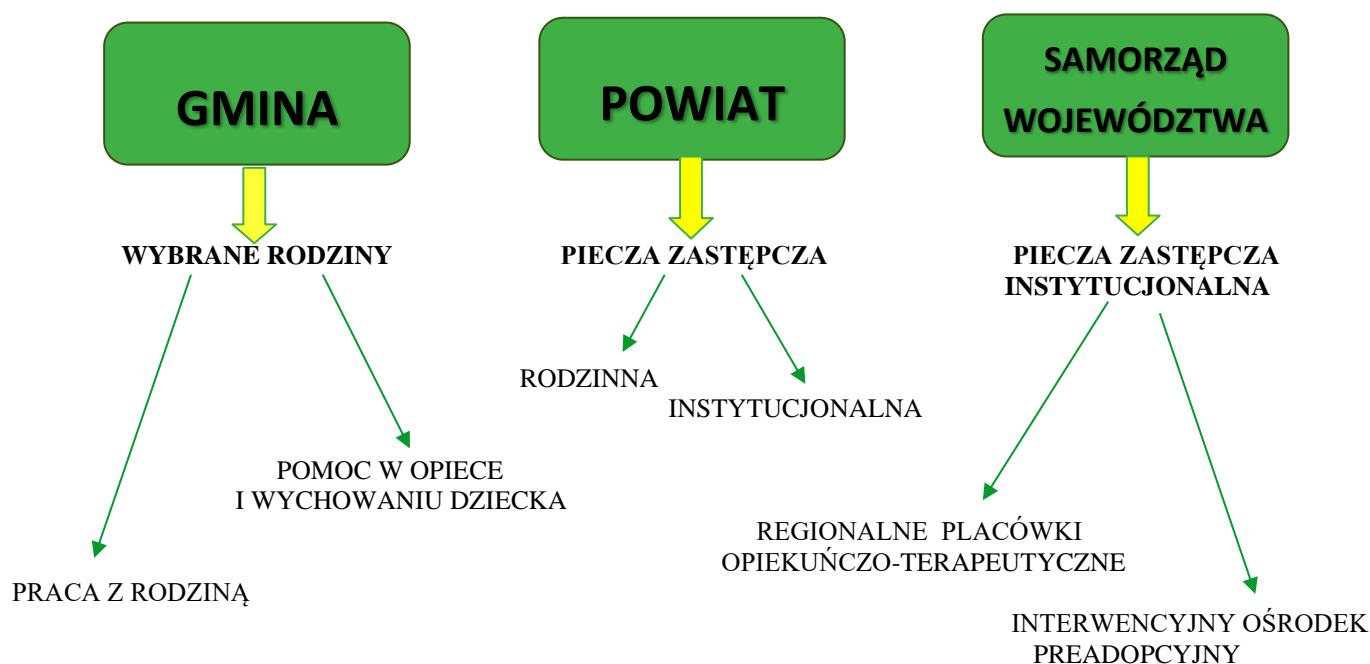 GMINA
WYBRANE RODZINY
PRACA Z RODZINĄ
POMOC W OPIECE
I WYCHOWANIU DZIECKA
POWIAT
PIECZA ZASTĘPCZA
RODZINNA
INSTYTUCJONALNA
SAMORZĄD
WOJEWÓDZTWA
PIECZA ZASTĘPCZA
INSTYTUCJONALNA
REGIONALNE PLACÓWKI
OPIEKUŃCZO-TERAPEUTYCZNE
INTERWENCYJNY OŚRODEK
PREADOPCYJNY